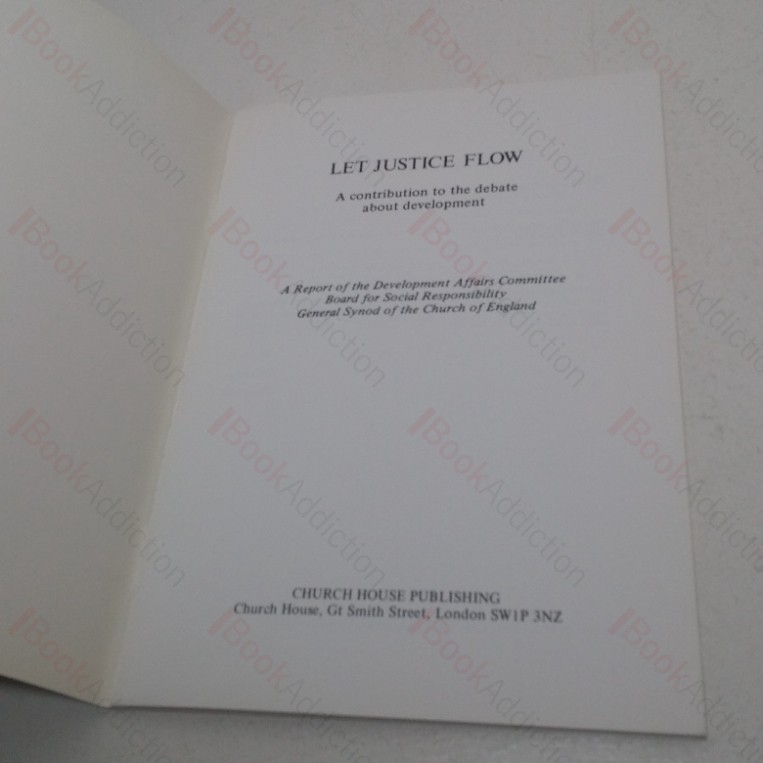 LET JUSTICE FLOW
A contribution to the debate
about development
A Report of the Development Affairs Committee
Board for Social Responsibility
General Synod of the Church of England
CHURCH HOUSE PUBLISHING
Church House, Gt Smith Street, London SW1P 3NZ
BookAddiction